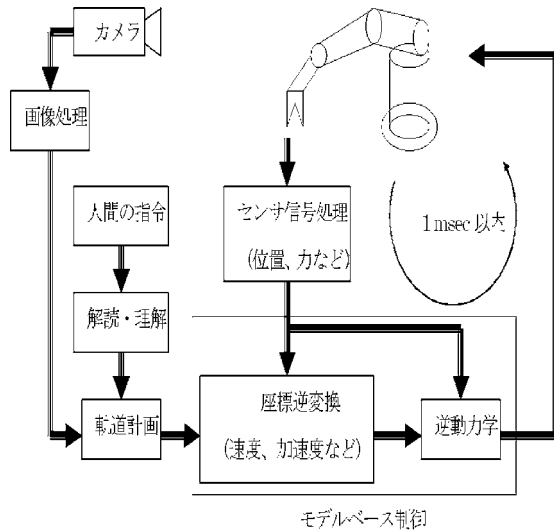 カメラ
画像処理
人間の指令
センサ信号処理
(位置、力など)
1msec 以内
解読・理解
軌道計画
座標逆変換
(速度、加速度など)
逆動力学
モデルベース制御